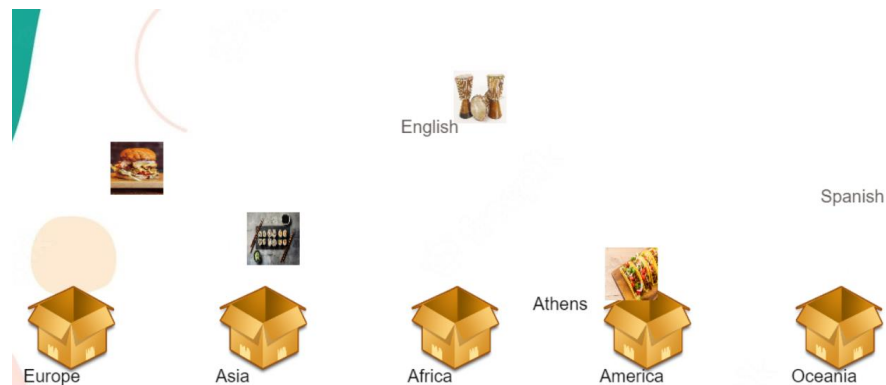 English
Spanish
Athens
Europe
Asia
Africa
America
Oceania